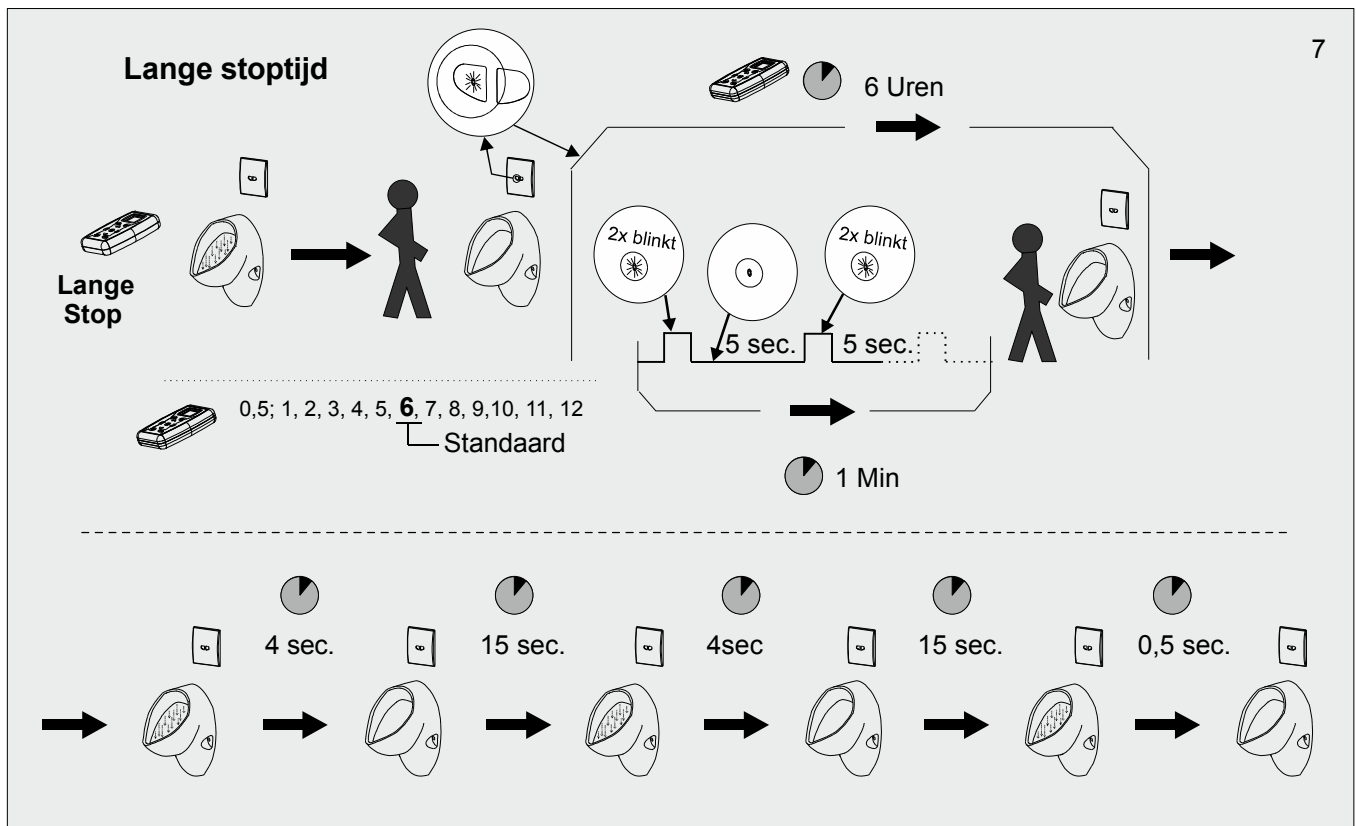 7
Lange stoptijd
6 Uren
Lange
Stop
2x blinkt
2x blinkt
5 sec.
5 sec.
0,5; 1, 2, 3, 4, 5, 6, 7, 8, 9,10, 11, 12
Standaard
1 Min
4 sec.
15 sec.
4sec
15 sec.
0,5 sec.